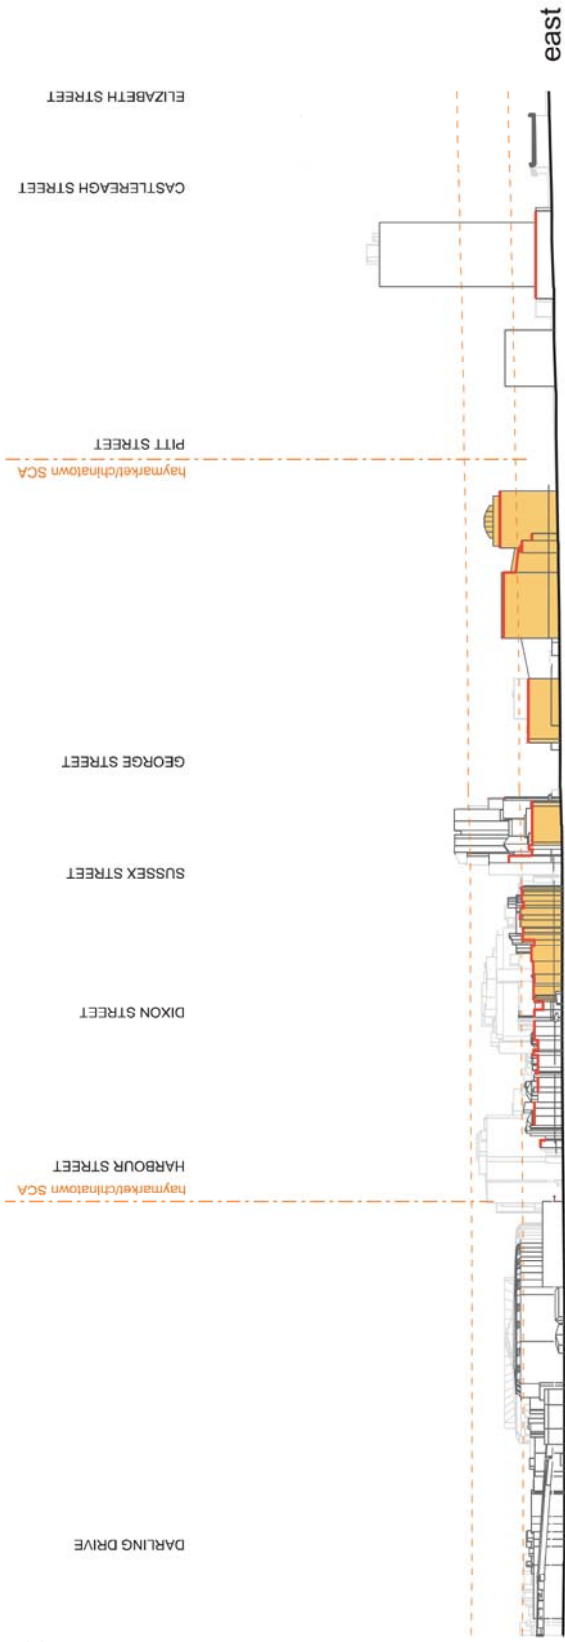 east
ELIZABETH STREET
CASTLEREAGH STREET
PITT STREET
haymarket/chinatown SCA
GEORGE STREET
SUSSEX STREET
DIXON STREET
HARBOUR STREET
haymarket/chinatown SCA
DARLING DRIVE